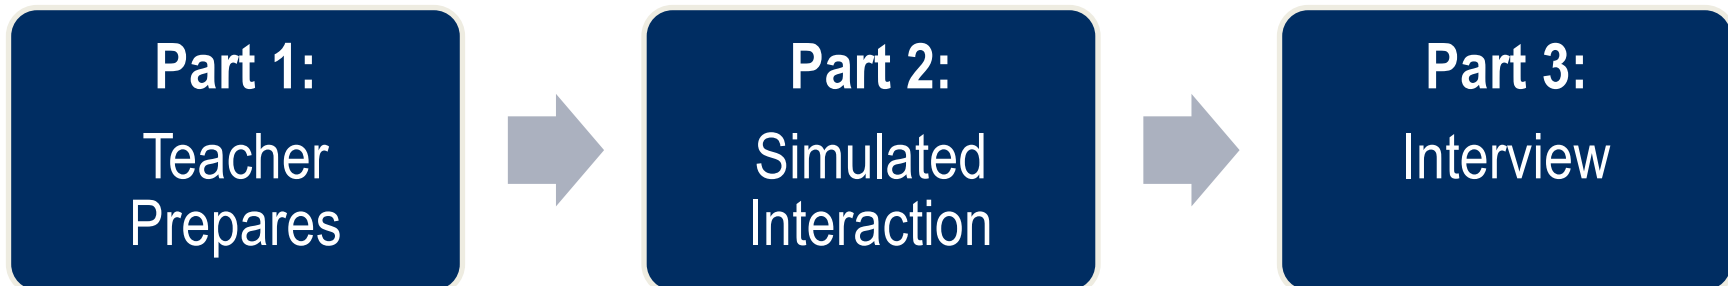 Part 1:
Teacher
Prepares
Part 2:
Simulated
Interaction
Part 3:
Interview